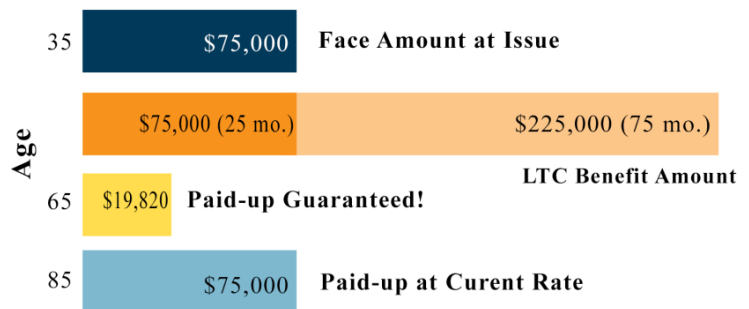 35 $75,000 Face Amount at Issue
$75,000 (25 mo.) $225,000 (75 mo.)
LTC Benefit Amount
Age
65 $19,820 Paid-up Guaranteed!
85 $75,000 Paid-up at Curent Rate